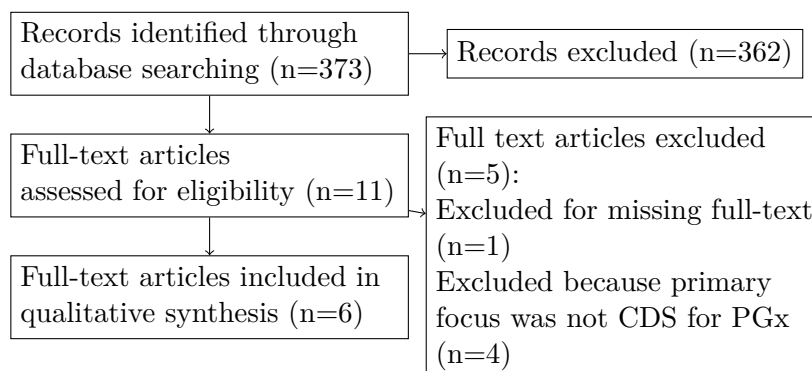 Records identified through
database searching (n=373)
Records excluded (n=362)
Full-text articles
assessed for eligibility (n=11)
Full text articles excluded
(n=5):
Excluded for missing full-text
(n=1)
Excluded because primary
focus was not CDS for PGx
(n=4)
Full-text articles included in
qualitative synthesis (n=6)